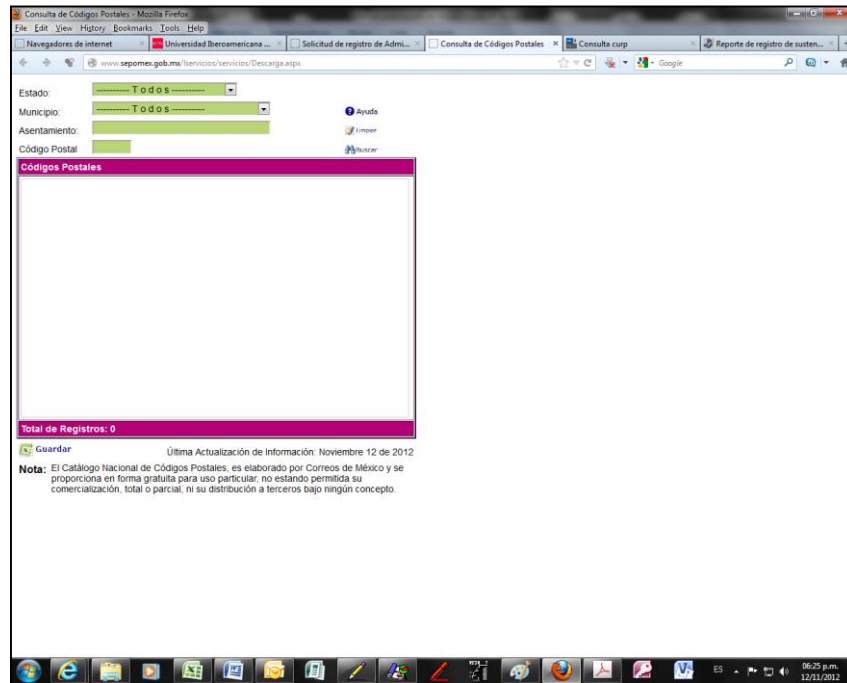 Consulta de Códigos Postales - Mozilla Firefox
File Edit View History Bookmarks Tools Help
Navegadores de internet
Universidad Iberoamericana ...
Solicitud de registro de Admi...
Consulta de Códigos Postales
Consulta curp
Reporte de registro de susten...
www.sepomex.gob.mx/lservicios/servicios/Descarga.aspx
Google
Estado: ---------- T o d o s ----------
Municipio: ---------- T o d o s ----------
Ayuda
Asentamiento:
Limpiar
Código Postal
Buscar
Códigos Postales
Total de Registros: 0
Guardar
Última Actualización de Información: Noviembre 12 de 2012
Nota: El Catálogo Nacional de Códigos Postales, es elaborado por Correos de México y se
proporciona en forma gratuita para uso particular, no estando permitida su
comercialización, total o parcial, ni su distribución a terceros bajo ningún concepto.
ES
06:25 p.m.
12/11/2012